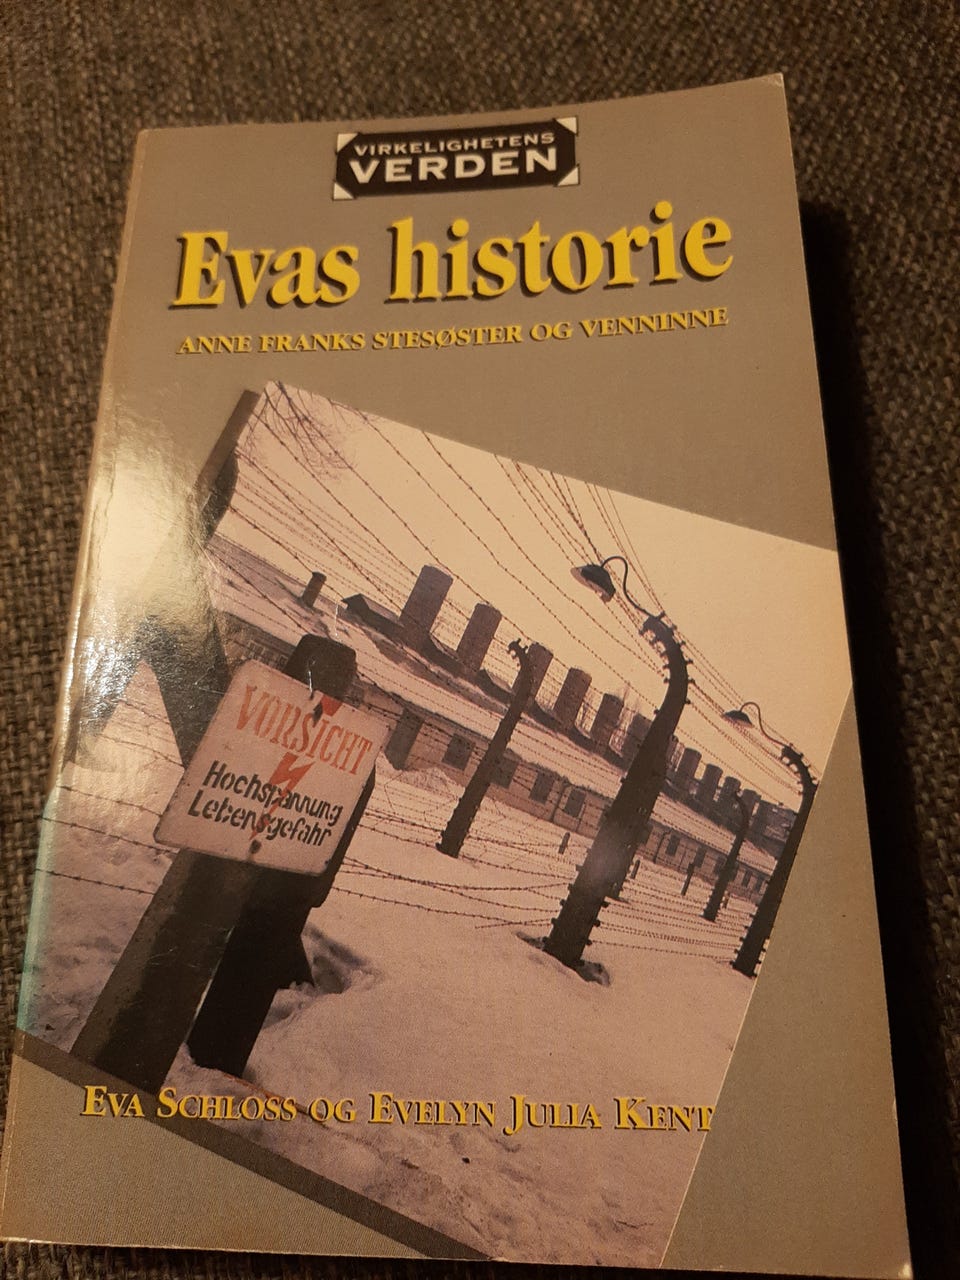 VIRKELIGHETENS
VERDEN
Evas historie
ANNE FRANKS STESØSTER OG VENNINNE
VORSICHT
Hochspannung
Lebensgefahr
EVA SCHLOSS OG EVELYN JULIA KENT